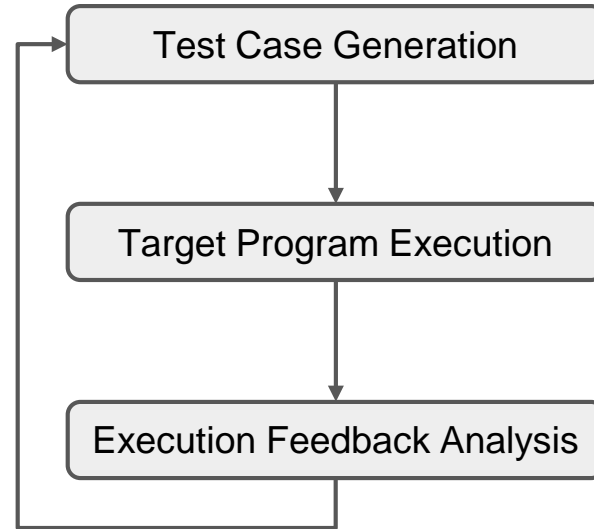 Test Case Generation
Target Program Execution
Execution Feedback Analysis